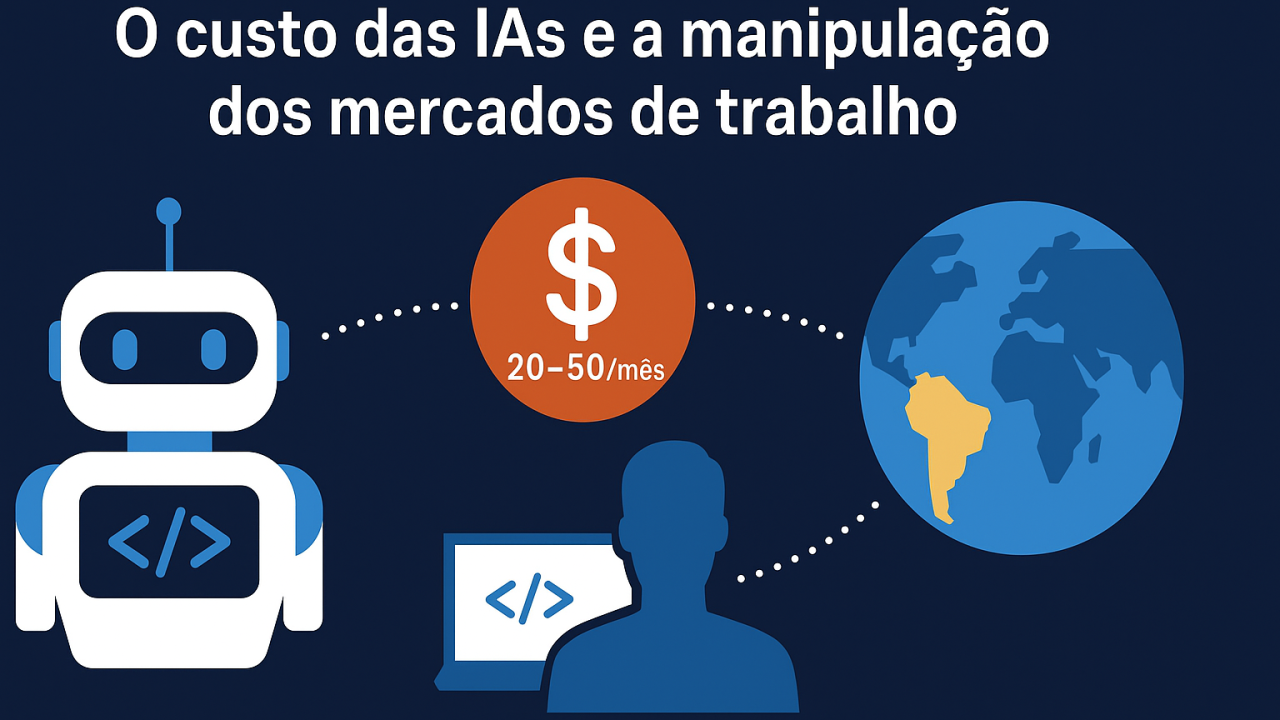 O custo das IAs e a manipulação
dos mercados de trabalho
$
20–50/mês
</>
</>